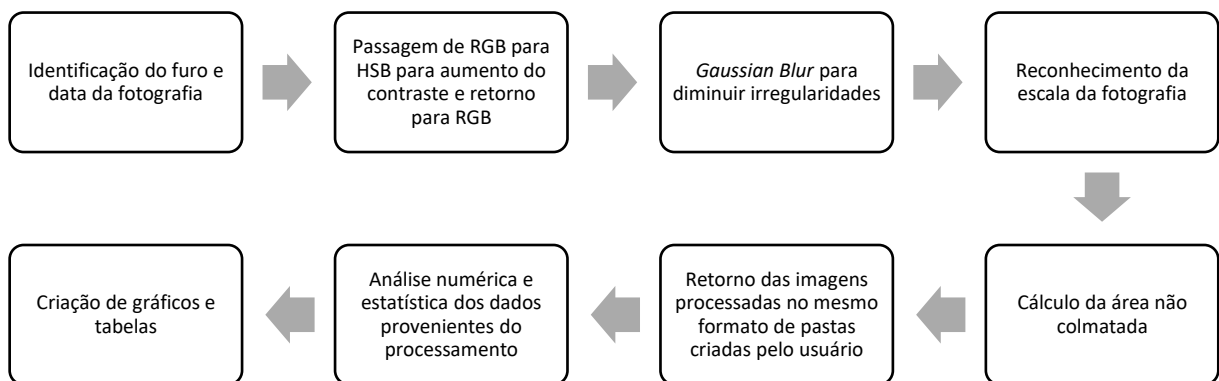 Identificação do furo e
data da fotografia
Passagem de RGB para
HSB para aumento do
contraste e retorno
para RGB
Gaussian Blur para
diminuir irregularidades
Reconhecimento da
escala da fotografia
Cálculo da área não
colmatada
Retorno das imagens
processadas no mesmo
formato de pastas
criadas pelo usuário
Análise numérica e
estatística dos dados
provenientes do
processamento
Criação de gráficos e
tabelas